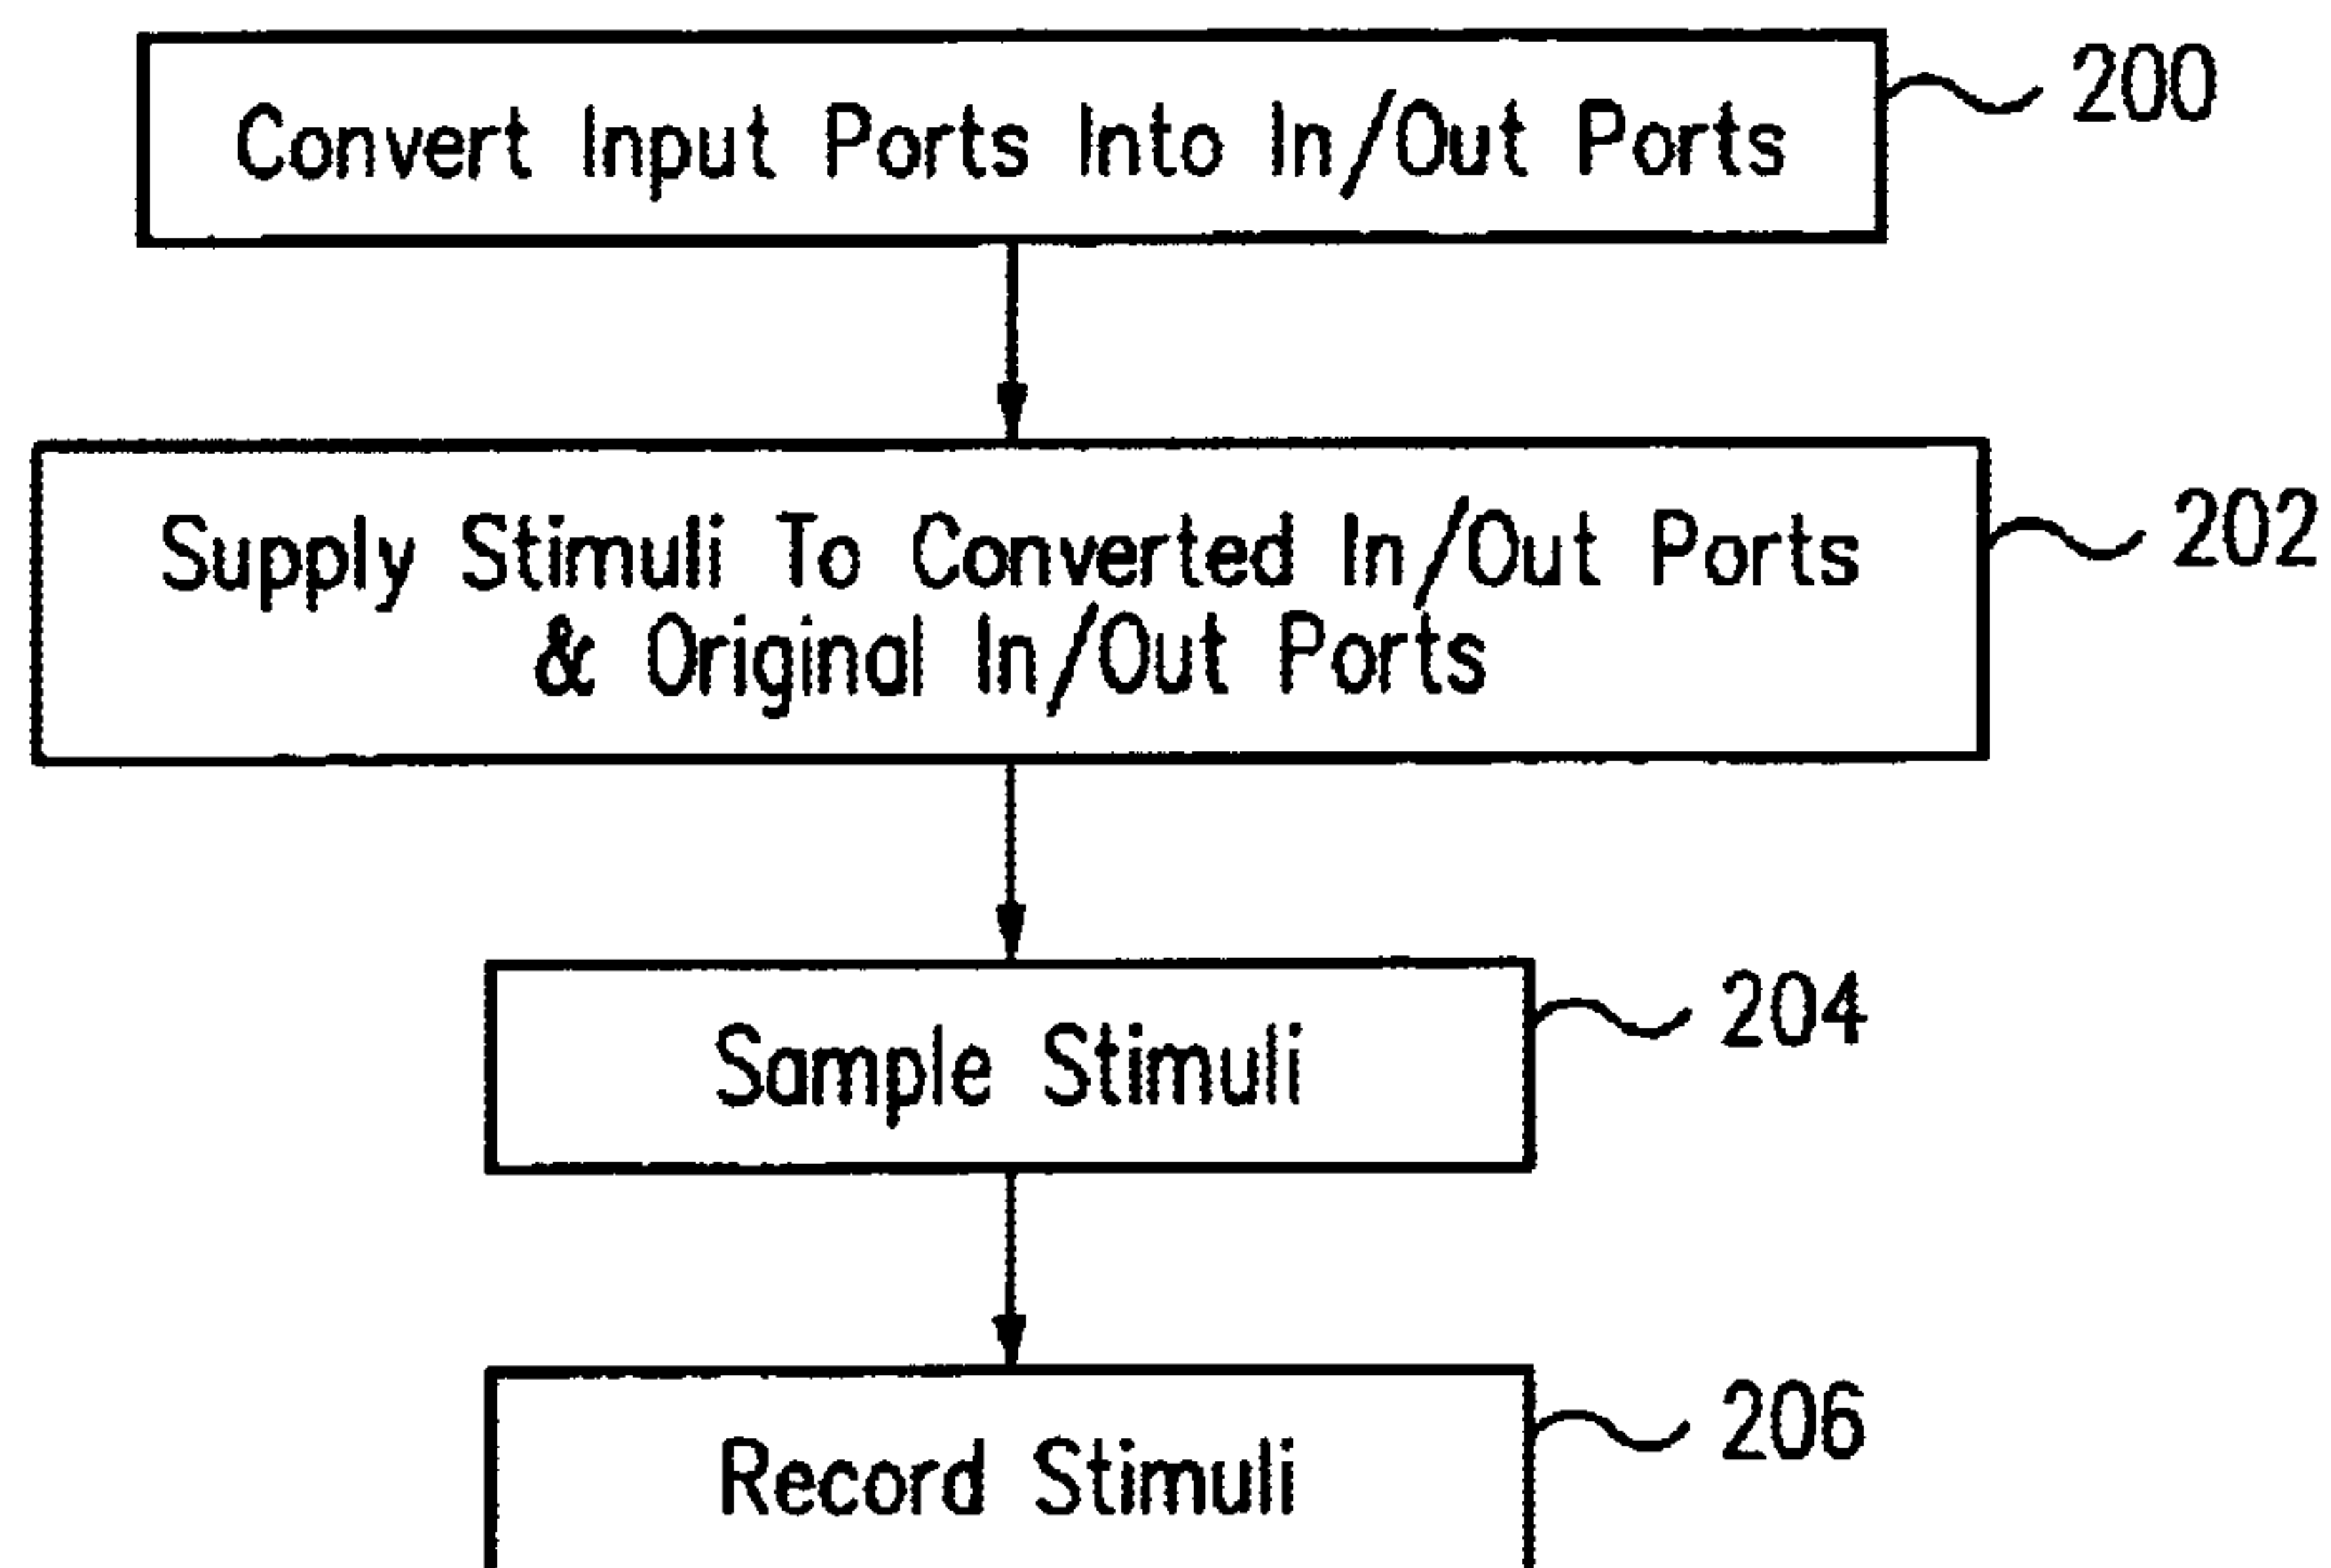 Convert Input Ports Into In/Out Ports
200
Supply Stimuli To Converted In/Out Ports
& Original In/Out Ports
202
Sample Stimuli
204
Record Stimuli
206